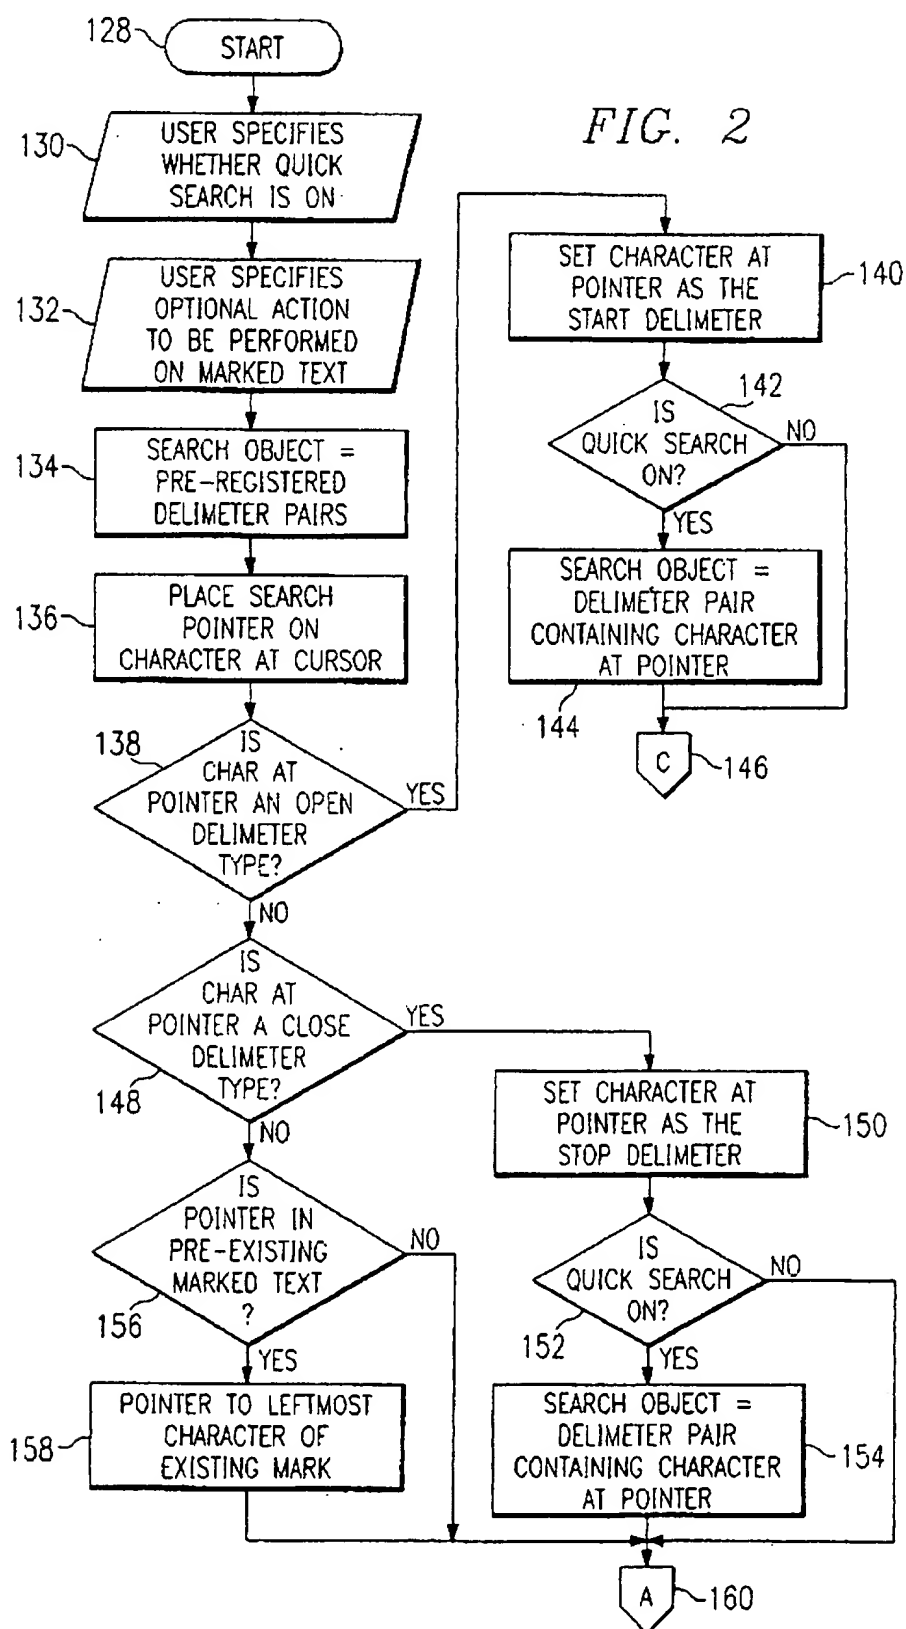 FIG. 2
128
START
130
USER SPECIFIES
WHETHER QUICK
SEARCH IS ON
132
USER SPECIFIES
OPTIONAL ACTION
TO BE PERFORMED
ON MARKED TEXT
134
SEARCH OBJECT =
PRE-REGISTERED
DELIMETER PAIRS
136
PLACE SEARCH
POINTER ON
CHARACTER AT CURSOR
138
IS
CHAR AT
POINTER AN OPEN
DELIMETER
TYPE?
YES
NO
SET CHARACTER AT
POINTER AS THE
START DELIMETER
140
142
IS
QUICK SEARCH
ON?
NO
YES
SEARCH OBJECT =
DELIMETER PAIR
CONTAINING CHARACTER
AT POINTER
144
C
146
IS
CHAR AT
POINTER A CLOSE
DELIMETER
TYPE?
148
YES
NO
SET CHARACTER AT
POINTER AS THE
STOP DELIMETER
150
IS
QUICK SEARCH
ON?
152
NO
YES
SEARCH OBJECT =
DELIMETER PAIR
CONTAINING CHARACTER
AT POINTER
154
IS
POINTER IN
PRE-EXISTING
MARKED TEXT
?
156
NO
YES
158
POINTER TO LEFTMOST
CHARACTER OF
EXISTING MARK
A
160